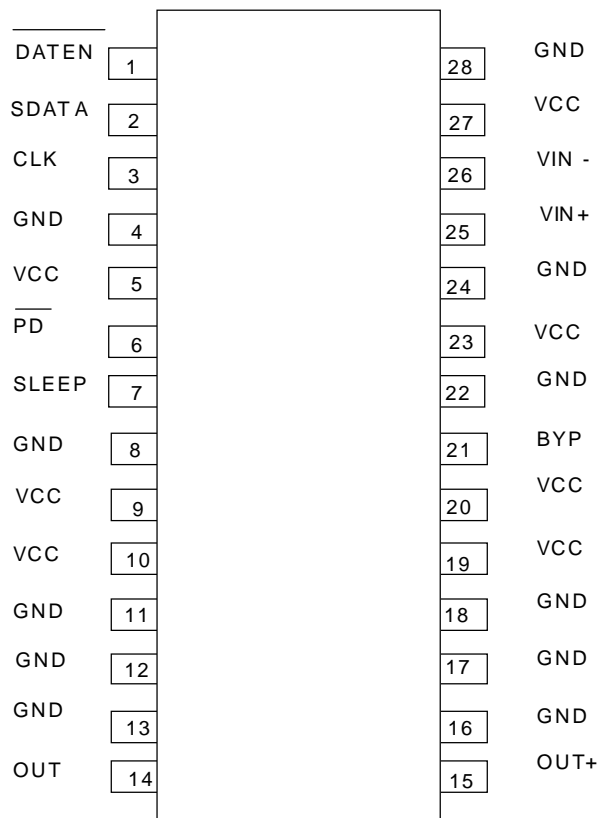 DATEN 1 28 GND
SDATA 2 27 VCC
CLK 3 26 VIN -
GND 4 25 VIN+
VCC 5 24 GND
PD 6 23 VCC
SLEEP 7 22 GND
GND 8 21 BYP
VCC 9 20 VCC
VCC 10 19 VCC
GND 11 18 GND
GND 12 17 GND
GND 13 16 GND
OUT 14 15 OUT+